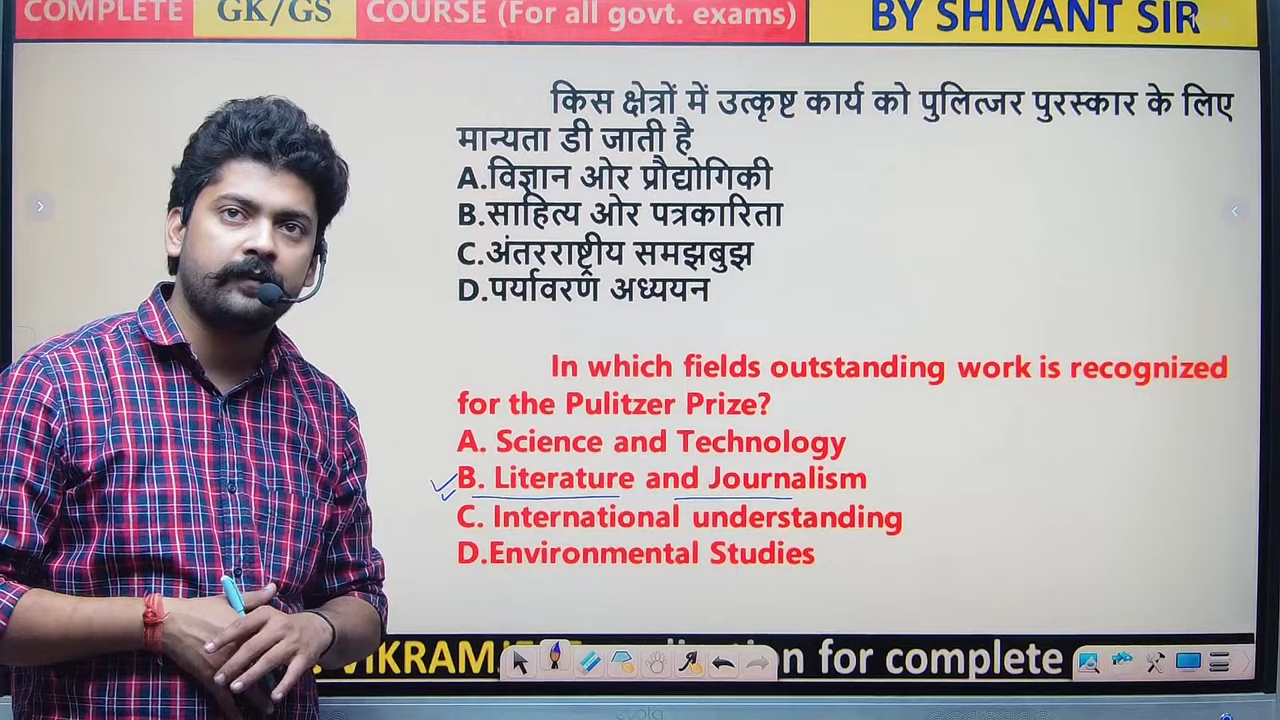 COMPLETE GK/GS COURSE (For all govt. exams) BY SHIVANT SIR
किस क्षेत्रों में उत्कृष्ट कार्य को पुलित्जर पुरस्कार के लिए
मान्यता डी जाती है
A.विज्ञान ओर प्रौद्योगिकी
B.साहित्य ओर पत्रकारिता
C.अंतरराष्ट्रीय समझबुझ
D.पर्यावरण अध्ययन
In which fields outstanding work is recognized
for the Pulitzer Prize?
A. Science and Technology
B. Literature and Journalism
C. International understanding
D.Environmental Studies
for complete